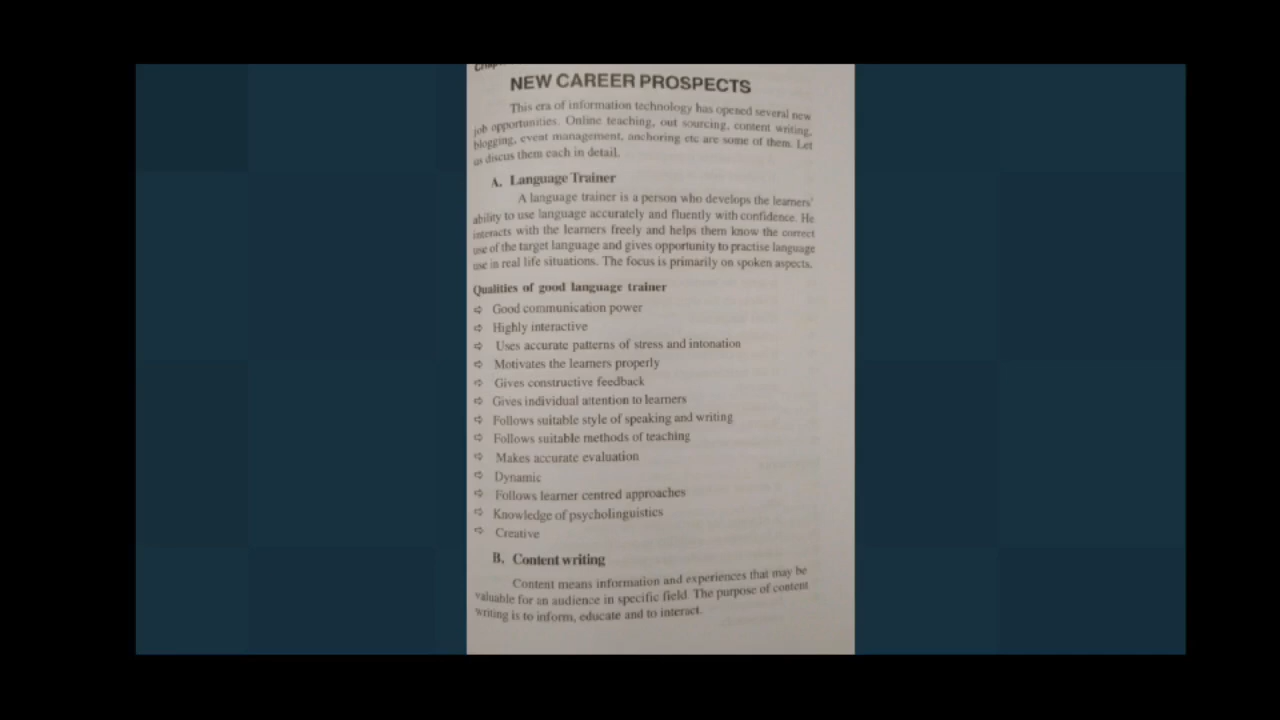 NEW CAREER PROSPECTS
This era of information technology has opened several new
job opportunities. Online teaching, out sourcing, content writing,
blogging, event management, anchoring etc are some of them. Let
us discus them each in detail.
A. Language Trainer
A language trainer is a person who develops the learners'
ability to use language accurately and fluently with confidence. He
interacts with the learners freely and helps them know the correct
use of the target language and gives opportunity to practise language
use in real life situations. The focus is primarily on spoken aspects.
Qualities of good language trainer
⇨ Good communication power
⇨ Highly interactive
⇨ Uses accurate patterns of stress and intonation
⇨ Motivates the learners properly
⇨ Gives constructive feedback
⇨ Gives individual attention to learners
⇨ Follows suitable style of speaking and writing
⇨ Follows suitable methods of teaching
⇨ Makes accurate evaluation
⇨ Dynamic
⇨ Follows learner centred approaches
⇨ Knowledge of psycholinguistics
⇨ Creative
B. Content writing
Content means information and experiences that may be
valuable for an audience in specific field. The purpose of content
writing is to inform, educate and to interact.